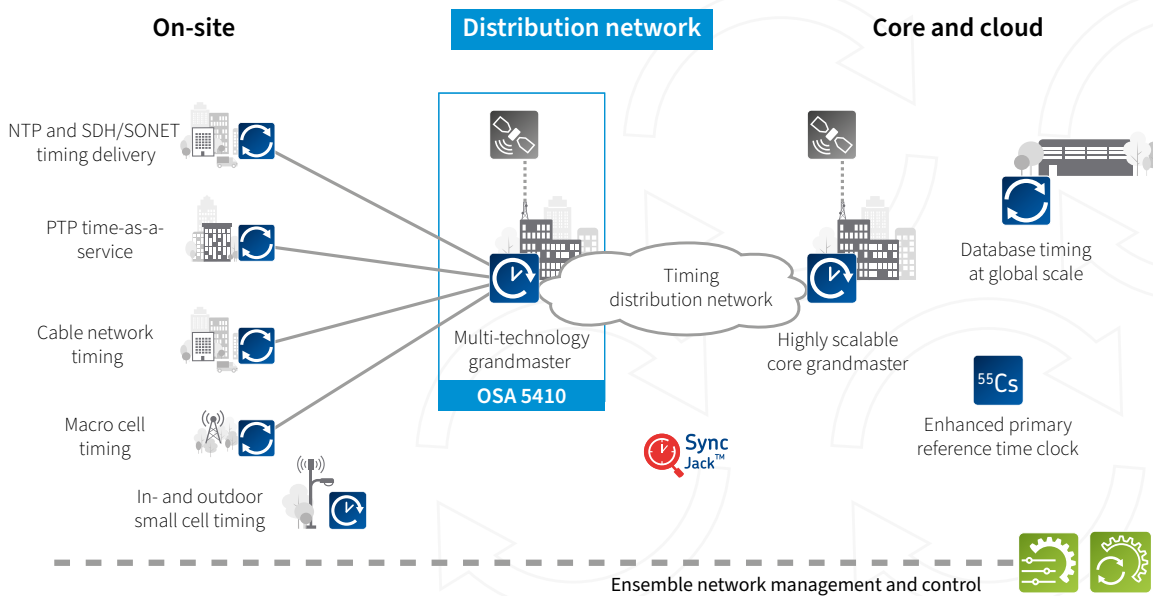 On-site
Distribution network
Core and cloud
NTP and SDH/SONET
timing delivery
PTP time-as-a-
service
Cable network
timing
Macro cell
timing
In- and outdoor
small cell timing
Multi-technology
grandmaster
OSA 5410
Timing
distribution network
Highly scalable
core grandmaster
Database timing
at global scale
⁵⁵Cs
Enhanced primary
reference time clock
Sync
Jack™
Ensemble network management and control